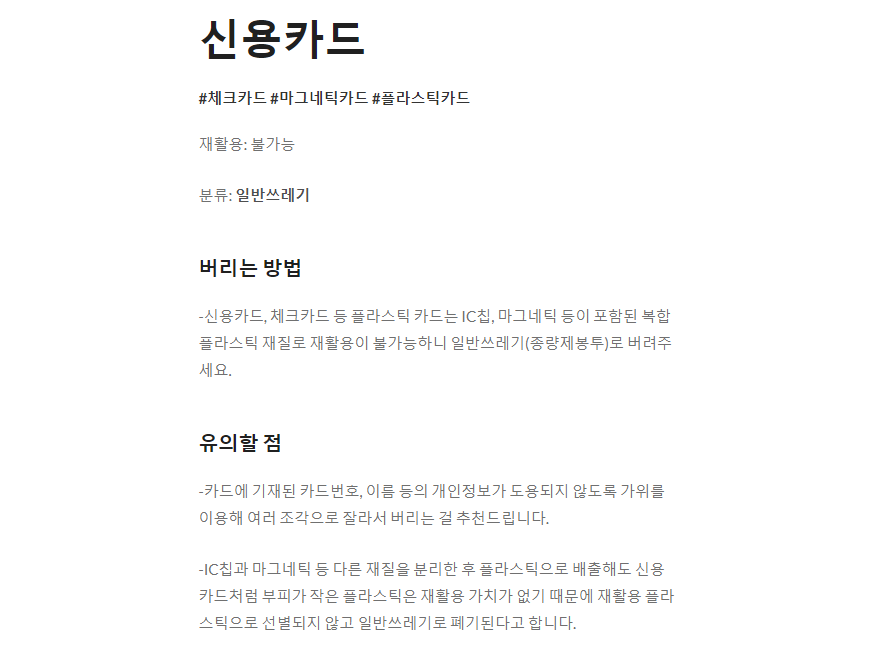 신용카드
#체크카드 #마그네틱카드 #플라스틱카드
재활용: 불가능
분류: 일반쓰레기
버리는 방법
-신용카드, 체크카드 등 플라스틱 카드는 IC칩, 마그네틱 등이 포함된 복합
플라스틱 재질로 재활용이 불가능하니 일반쓰레기(종량제봉투)로 버려주
세요.
유의할 점
-카드에 기재된 카드번호, 이름 등의 개인정보가 도용되지 않도록 가위를
이용해 여러 조각으로 잘라서 버리는 걸 추천드립니다.
-IC칩과 마그네틱 등 다른 재질을 분리한 후 플라스틱으로 배출해도 신용
카드처럼 부피가 작은 플라스틱은 재활용 가치가 없기 때문에 재활용 플라
스틱으로 선별되지 않고 일반쓰레기로 폐기된다고 합니다.